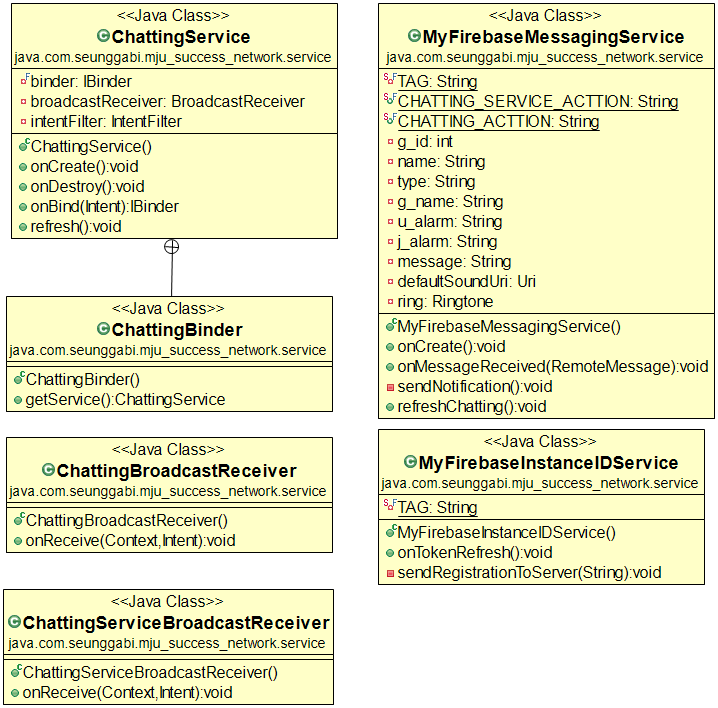 <<Java Class>>
ChattingService
java.com.seunggabi.mju_success_network.service
binder: IBinder
broadcastReceiver: BroadcastReceiver
intentFilter: IntentFilter
ChattingService()
onCreate():void
onDestroy():void
onBind(Intent):IBinder
refresh():void
<<Java Class>>
ChattingBinder
java.com.seunggabi.mju_success_network.service
ChattingBinder()
getService():ChattingService
<<Java Class>>
ChattingBroadcastReceiver
java.com.seunggabi.mju_success_network.service
ChattingBroadcastReceiver()
onReceive(Context,Intent):void
<<Java Class>>
ChattingServiceBroadcastReceiver
java.com.seunggabi.mju_success_network.service
ChattingServiceBroadcastReceiver()
onReceive(Context,Intent):void
<<Java Class>>
MyFirebaseMessagingService
java.com.seunggabi.mju_success_network.service
TAG: String
CHATTING_SERVICE_ACTTION: String
CHATTING_ACTTION: String
g_id: int
name: String
type: String
g_name: String
u_alarm: String
j_alarm: String
message: String
defaultSoundUri: Uri
ring: Ringtone
MyFirebaseMessagingService()
onCreate():void
onMessageReceived(RemoteMessage):void
sendNotification():void
refreshChatting():void
<<Java Class>>
MyFirebaseInstanceIDService
java.com.seunggabi.mju_success_network.service
TAG: String
MyFirebaseInstanceIDService()
onTokenRefresh():void
sendRegistrationToServer(String):void